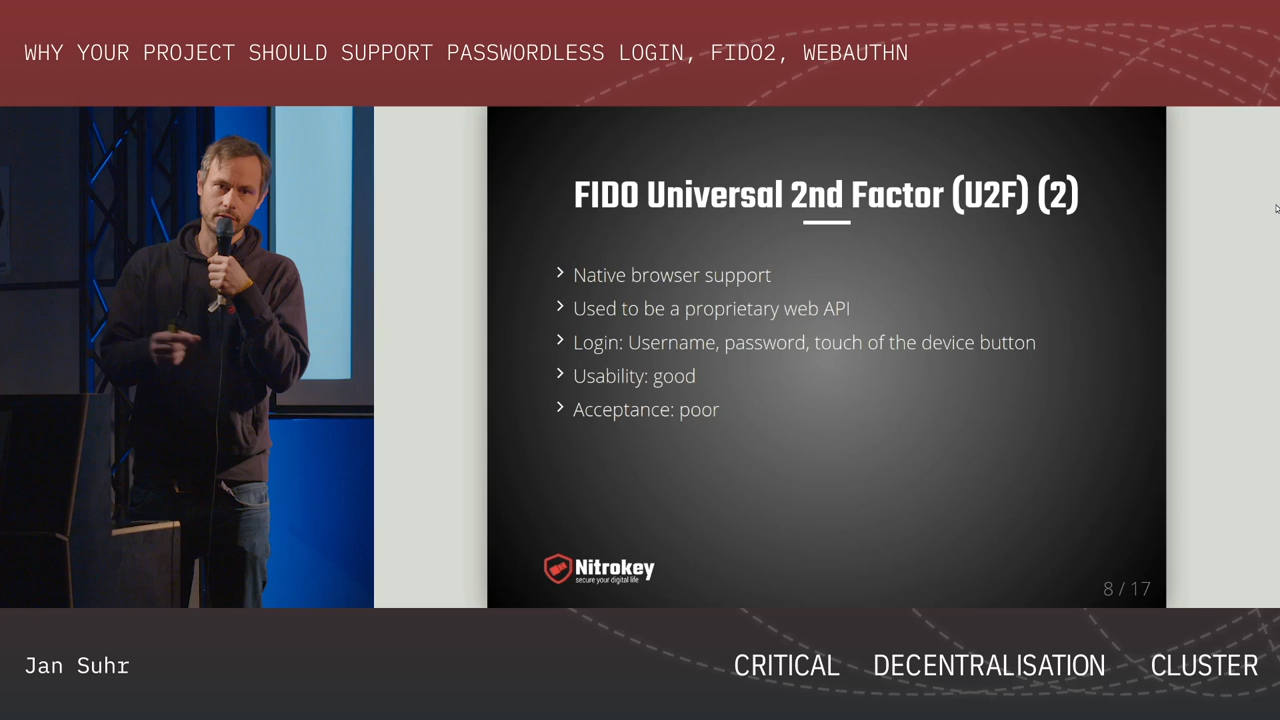 WHY YOUR PROJECT SHOULD SUPPORT PASSWORDLESS LOGIN, FIDO2, WEBAUTHN
FIDO Universal 2nd Factor (U2F) (2)
Native browser support
Used to be a proprietary web API
Login: Username, password, touch of the device button
Usability: good
Acceptance: poor
Nitrokey
secure your digital life
8 / 17
Jan Suhr
CRITICAL DECENTRALISATION CLUSTER